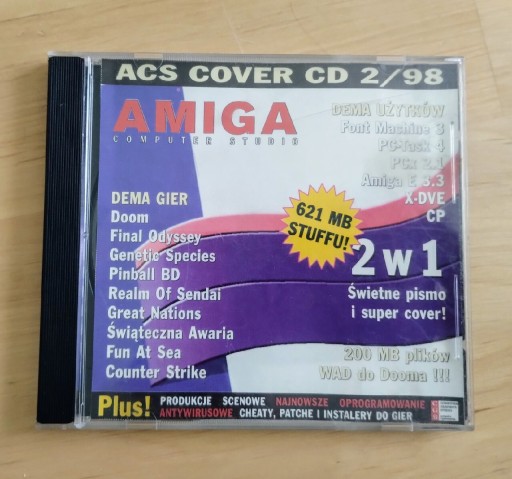 ACS COVER CD 2/98
AMIGA
COMPUTER STUDIO
DEMA UŻYTKÓW
Font Machine 3
PC-Task 4
PCx 2.1
Amiga E 3.3
X-DVE
CP
DEMA GIER
Doom
Final Odyssey
Genetic Species
Pinball BD
Realm Of Sendai
Great Nations
Świąteczna Awaria
Fun At Sea
Counter Strike
621 MB
STUFFU!
2 w 1
Świetne pismo
i super cover!
200 MB plików
WAD do Dooma !!!
Plus!
PRODUKCJE SCENOWE NAJNOWSZE OPROGRAMOWANIE
ANTYWIRUSOWE CHEATY, PATCHE I INSTALERY DO GIER